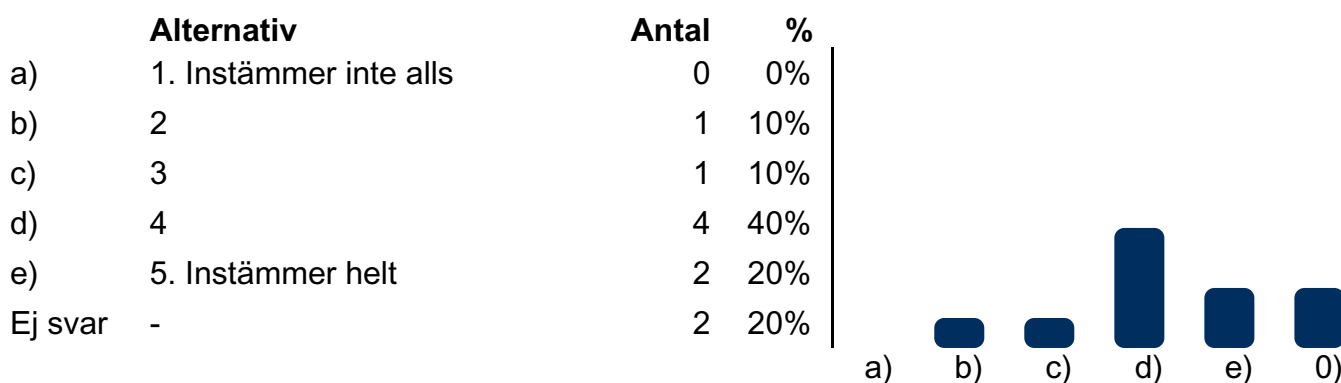 Alternativ Antal %
a) 1. Instämmer inte alls 0 0%
b) 2 1 10%
c) 3 1 10%
d) 4 4 40%
e) 5. Instämmer helt 2 20%
Ej svar - 2 20%
a) b) c) d) e) 0)